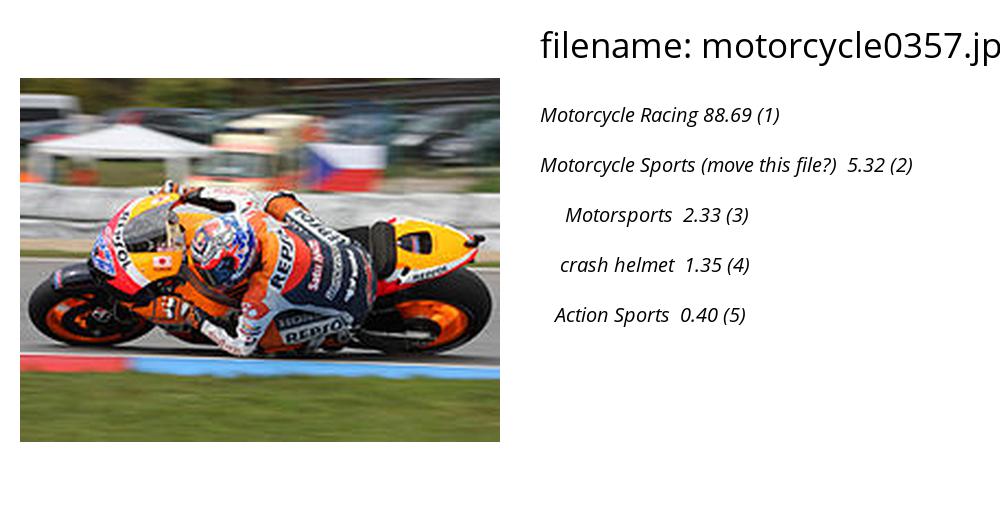 filename: motorcycle0357.jp
Motorcycle Racing 88.69 (1)
Motorcycle Sports (move this file?) 5.32 (2)
Motorsports 2.33 (3)
crash helmet 1.35 (4)
Action Sports 0.40 (5)
REPSOL
REPSOL
HONDA
REPSOL